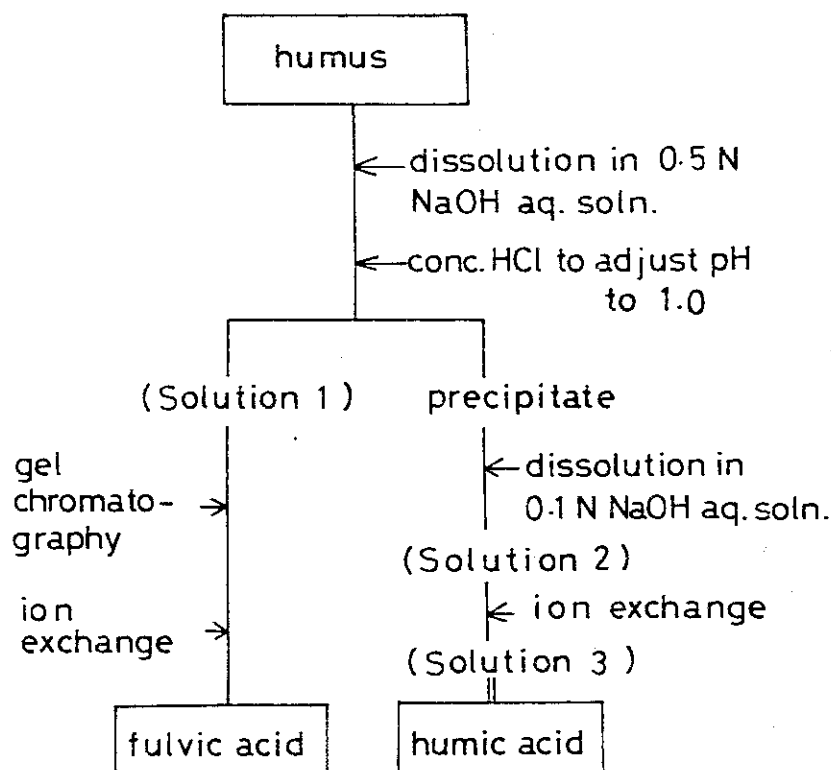 humus
dissolution in 0.5 N
NaOH aq. soln.
conc. HCl to adjust pH
to 1.0
(Solution 1)
precipitate
gel
chromato-
graphy
dissolution in
0.1 N NaOH aq. soln.
(Solution 2)
ion
exchange
ion exchange
(Solution 3)
fulvic acid
humic acid